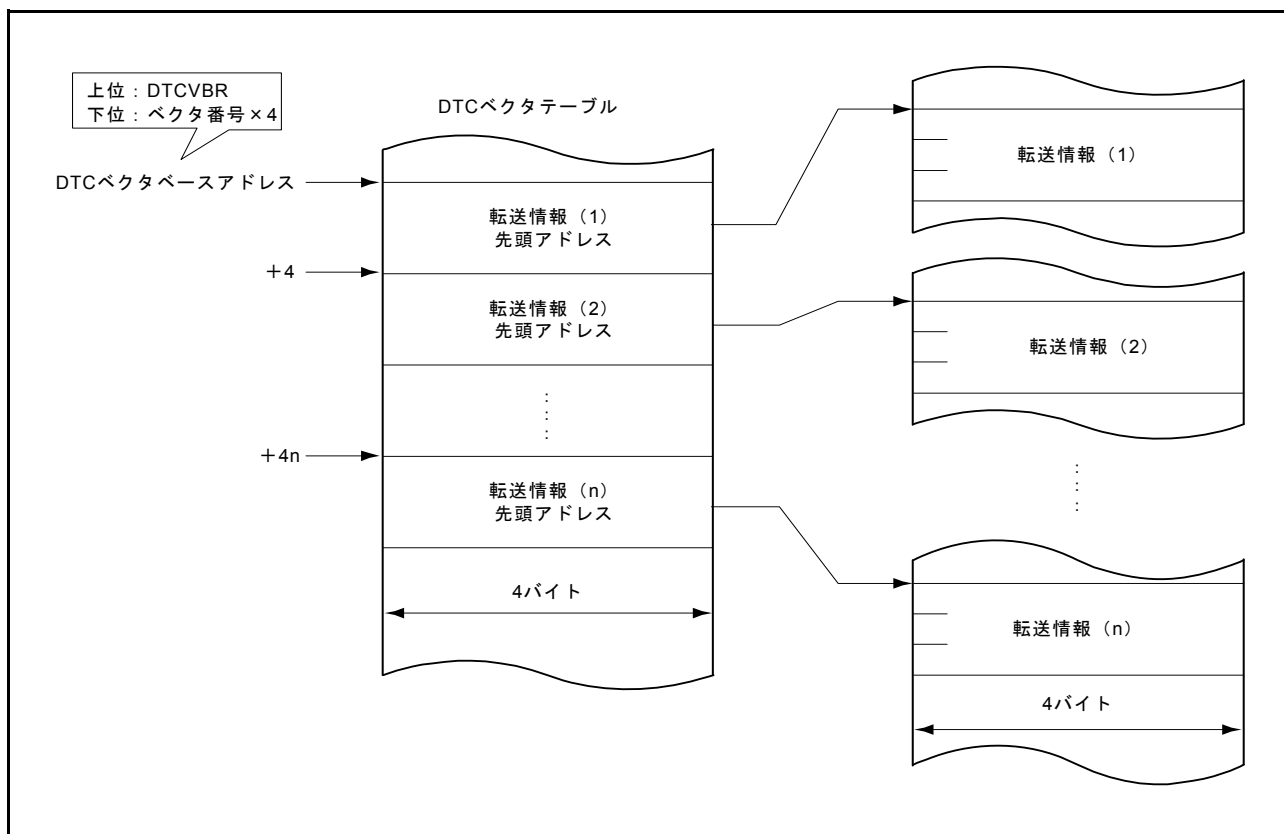 上位：DTCVBR
下位：ベクタ番号×4
DTCベクタテーブル
DTCベクタベースアドレス
転送情報（1）
先頭アドレス
+4
転送情報（2）
先頭アドレス
+4n
転送情報（n）
先頭アドレス
4バイト
転送情報（1）
転送情報（2）
転送情報（n）
4バイト